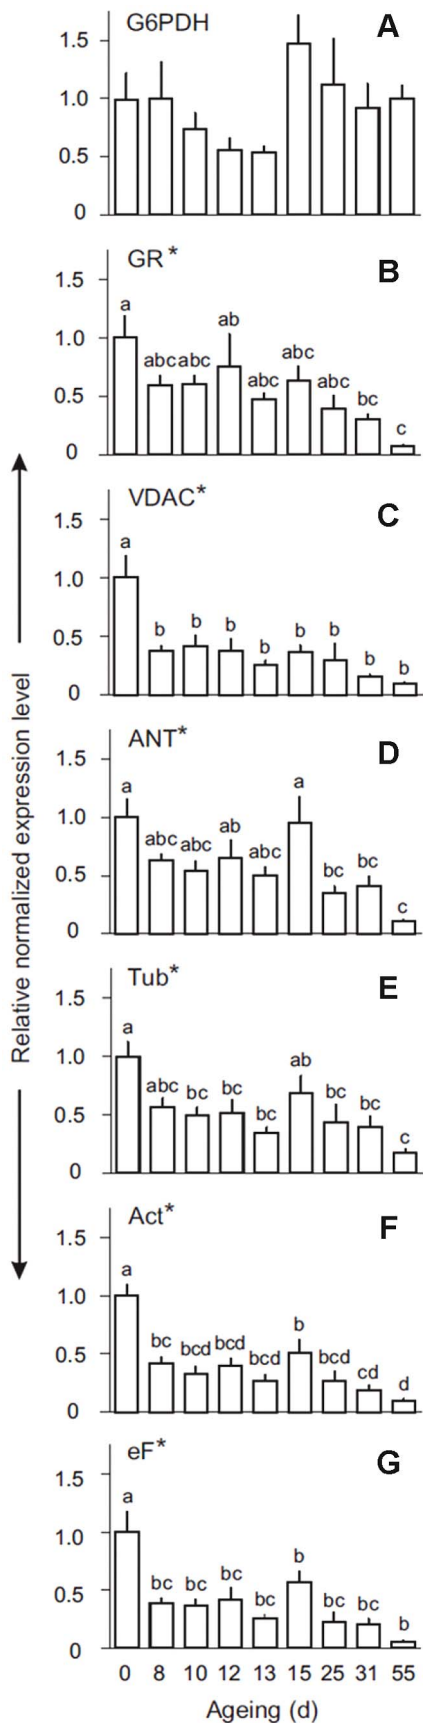 G6PDH A
1.5
1.0
0.5
0
GR* B
1.5
a
ab
1.0
abc abc abc abc abc
0.5
bc
c
0
VDAC* C
1.5
a
1.0
b b b b b b b b
0.5
0
ANT* D
1.5
a a
1.0
abc abc ab abc
bc bc
0.5
c
0
Tub* E
1.5
a
1.0
ab
abc bc bc bc bc bc
0.5
c
0
Act* F
1.5
a
1.0
b
bc bcd bcd bcd bcd
0.5
cd d
0
eF* G
1.5
a
1.0
b
bc bc bc bc bc bc
0.5
b
0
0 8 10 12 13 15 25 31 55
Ageing (d)
Relative normalized expression level